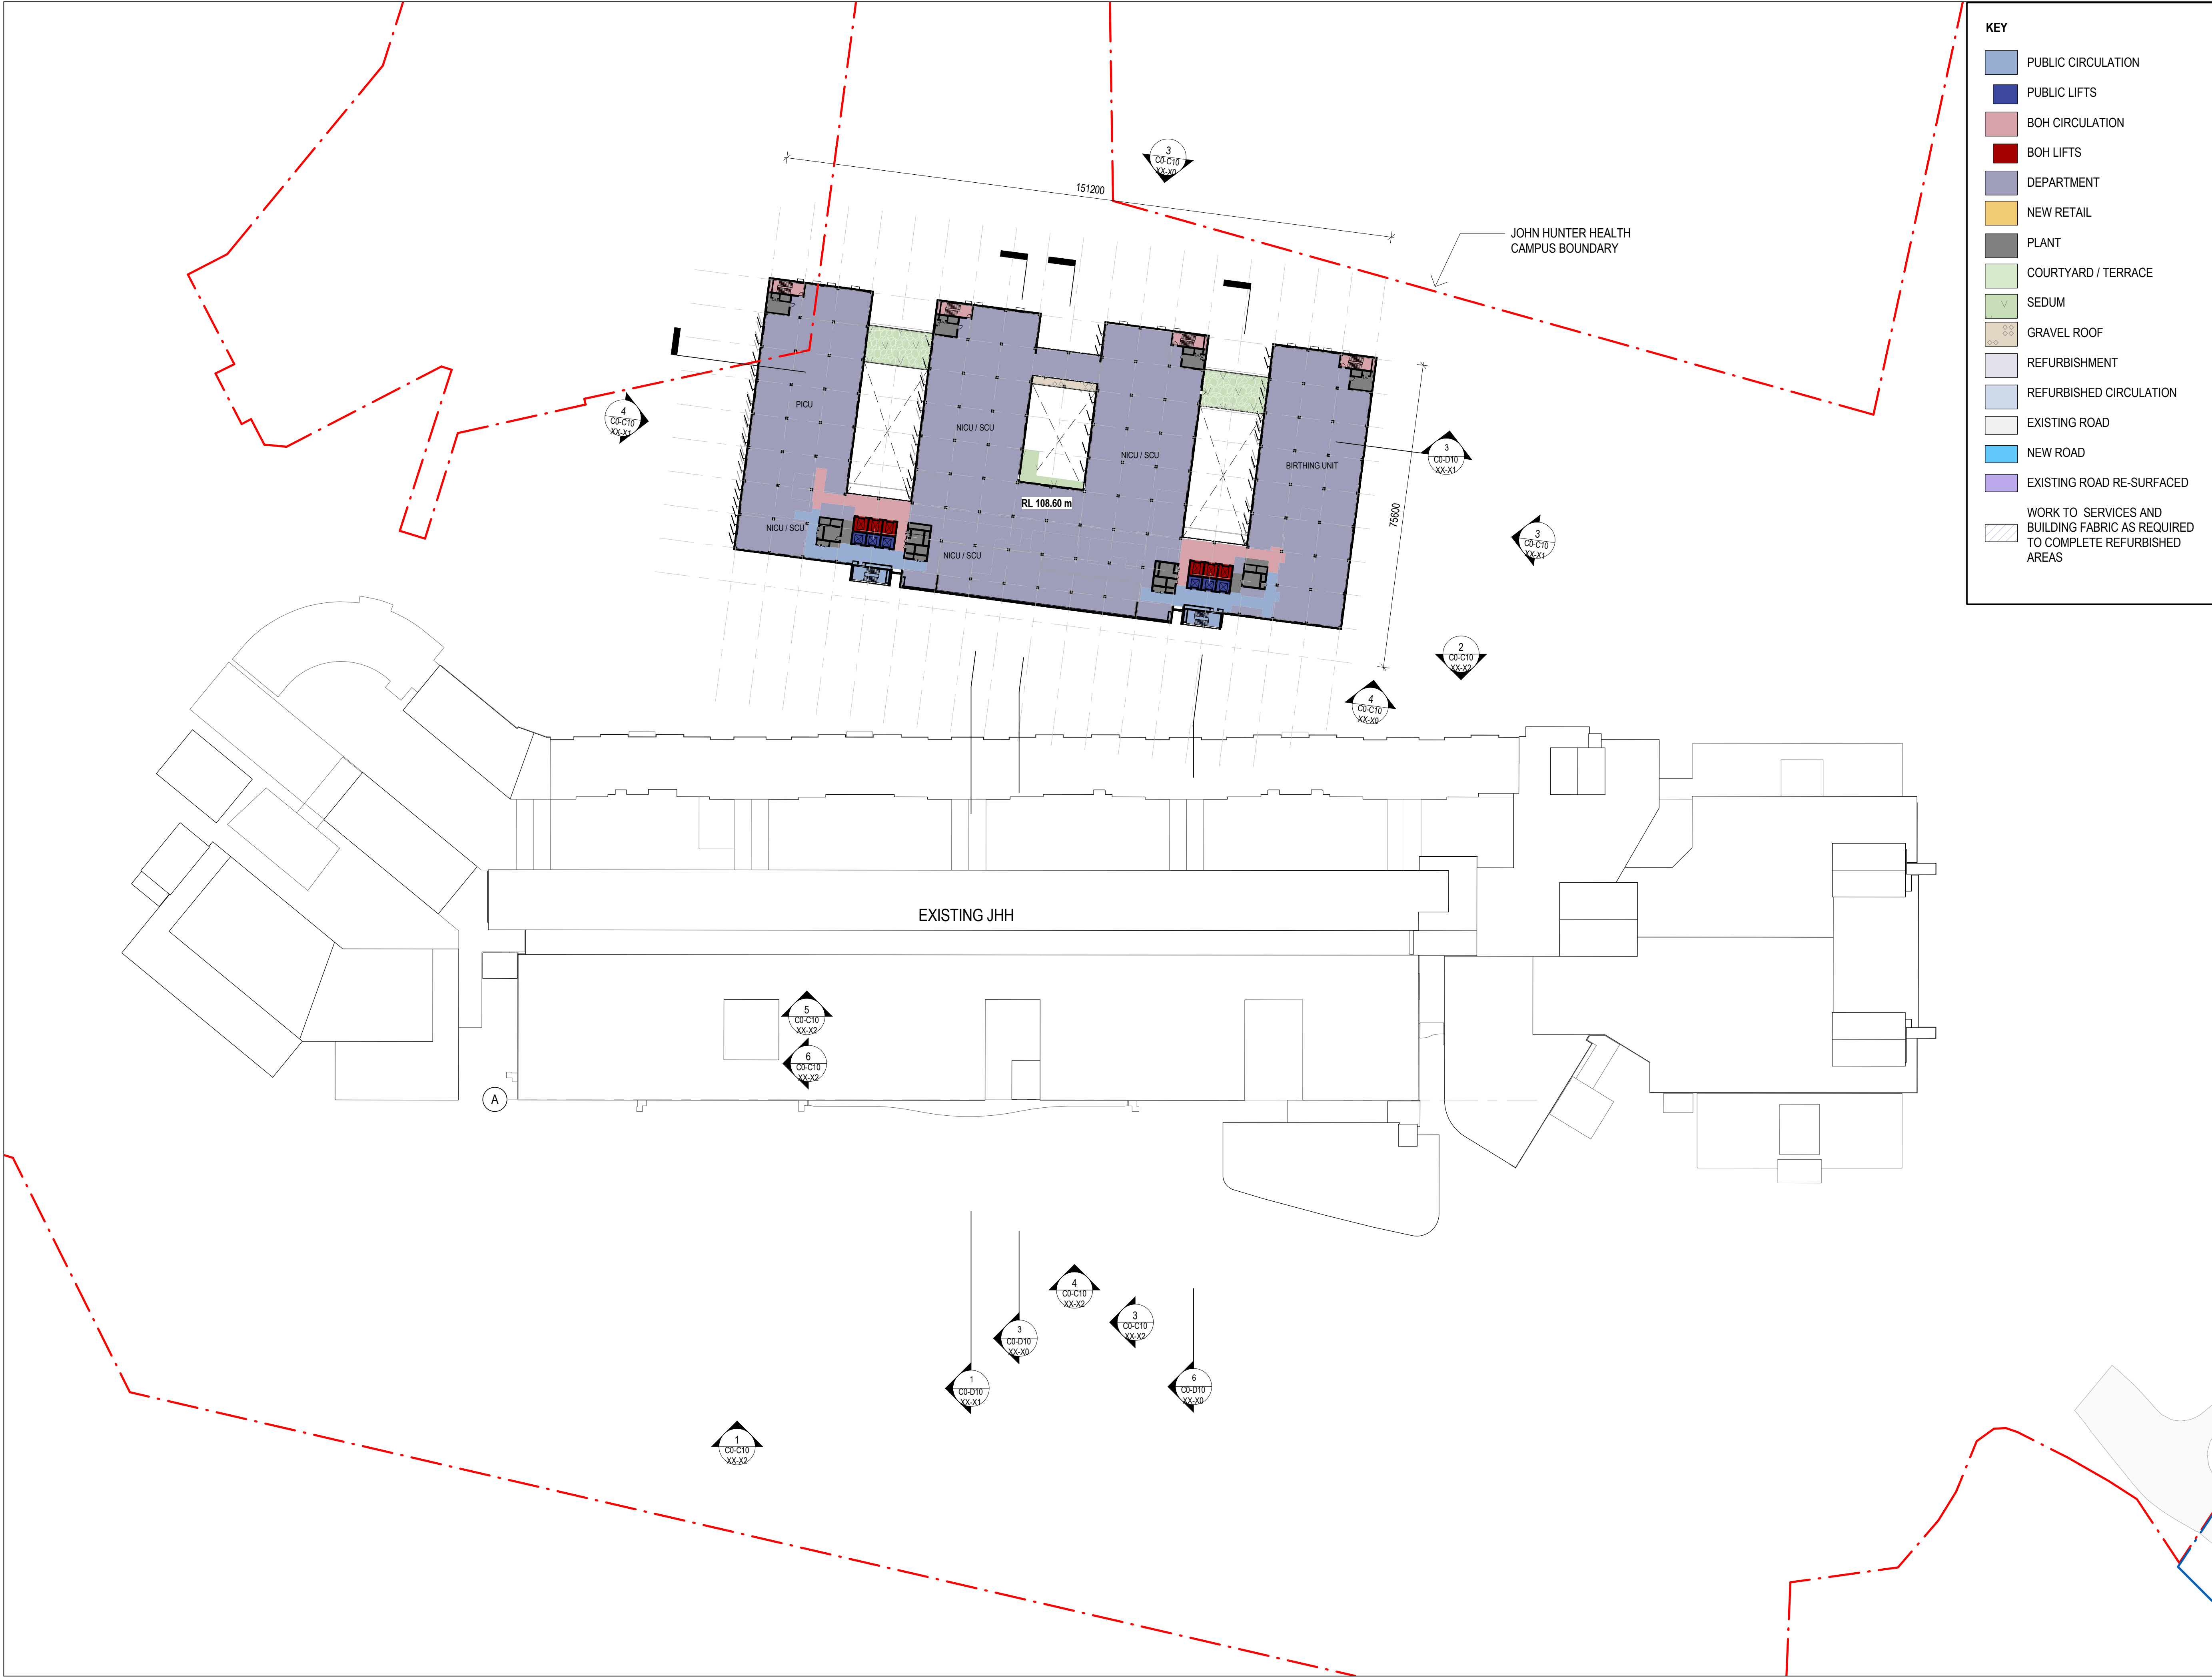 KEY
PUBLIC CIRCULATION
PUBLIC LIFTS
BOH CIRCULATION
BOH LIFTS
DEPARTMENT
NEW RETAIL
PLANT
COURTYARD / TERRACE
SEDUM
GRAVEL ROOF
REFURBISHMENT
REFURBISHED CIRCULATION
EXISTING ROAD
NEW ROAD
EXISTING ROAD RE-SURFACED
WORK TO SERVICES AND
BUILDING FABRIC AS REQUIRED
TO COMPLETE REFURBISHED
AREAS
3
C0-C10
XX-X0
151200
JOHN HUNTER HEALTH
CAMPUS BOUNDARY
4
C0-C10
XX-X1
PICU
NICU / SCU
NICU / SCU
BIRTHING UNIT
3
C0-D10
XX-X1
RL 108.60 m
75600
NICU / SCU
NICU / SCU
3
C0-C10
XX-X1
2
C0-C10
XX-X2
4
C0-C10
XX-X0
EXISTING JHH
5
C0-C10
XX-X2
6
C0-C10
XX-X2
A
4
C0-C10
XX-X2
3
C0-C10
XX-X2
3
C0-D10
XX-X0
1
C0-D10
XX-X1
6
C0-D10
XX-X0
1
C0-C10
XX-X2